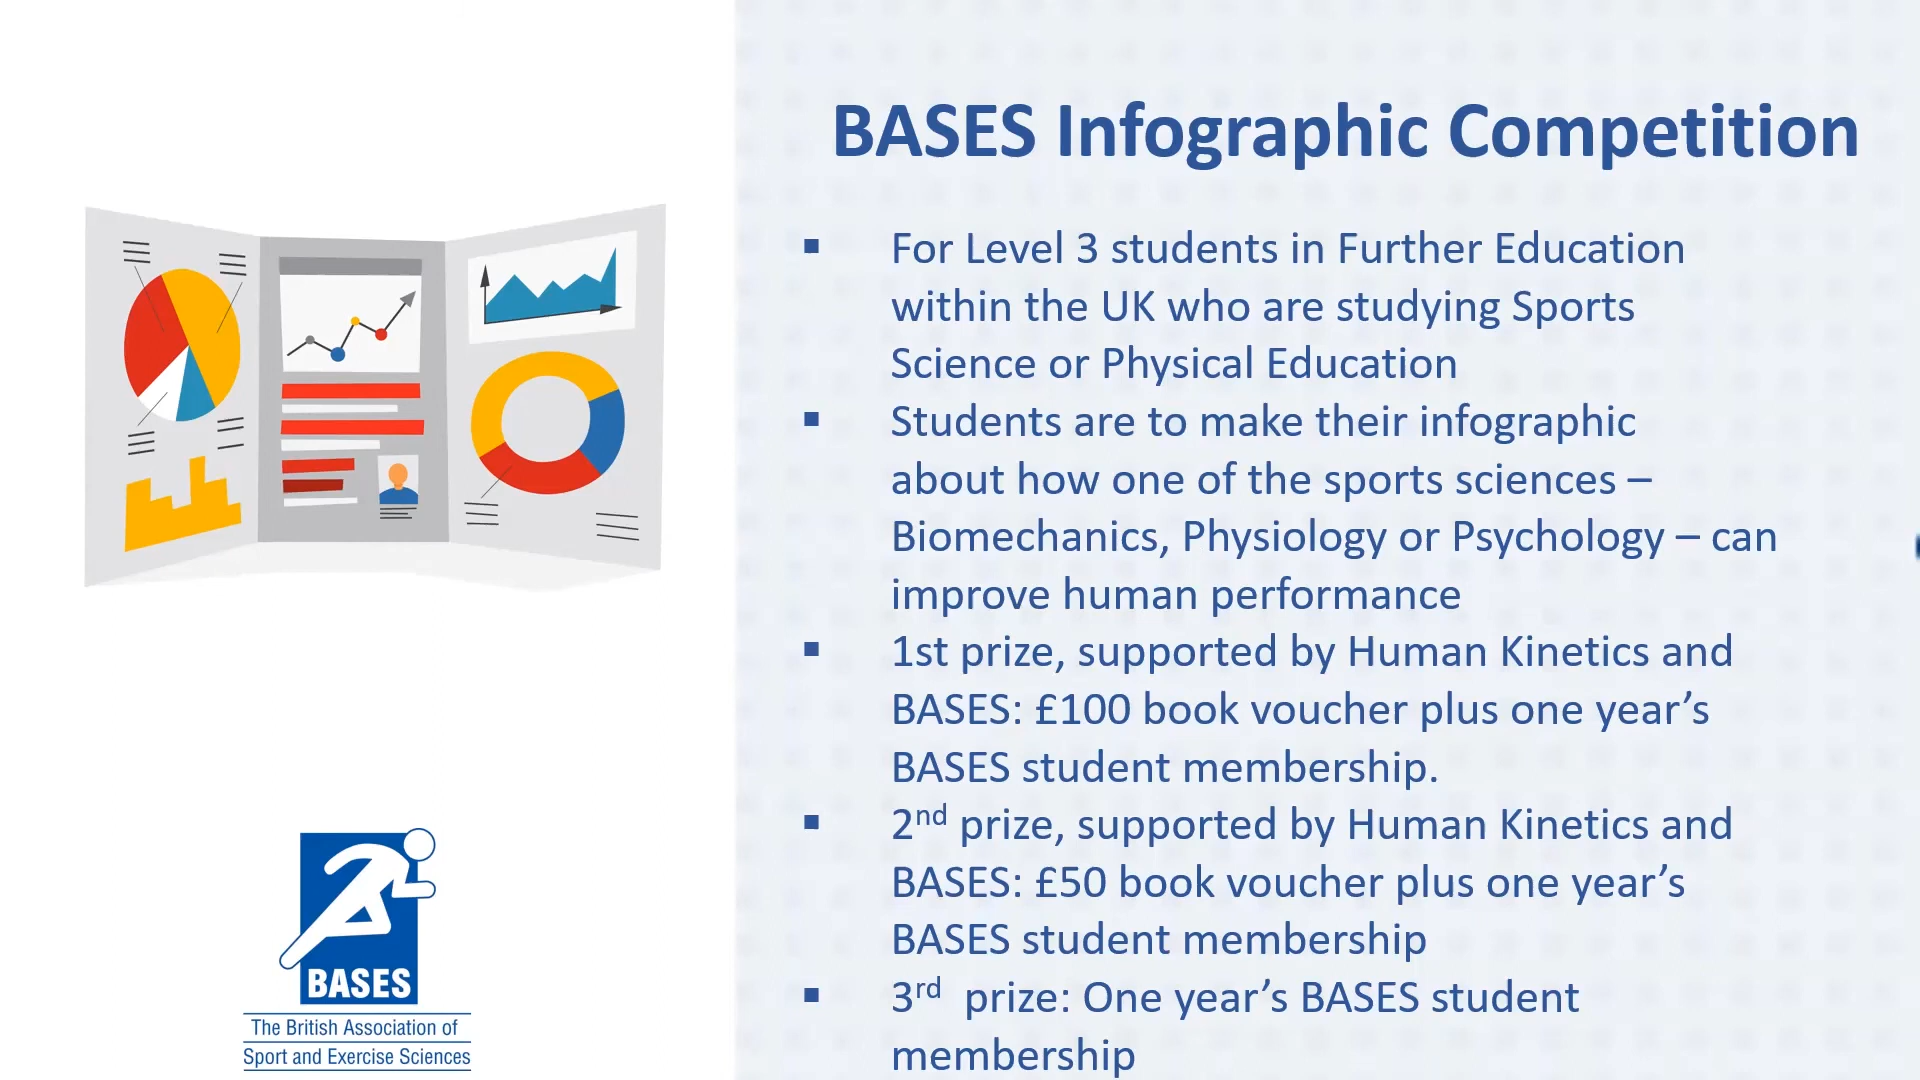 BASES Infographic Competition
▪ For Level 3 students in Further Education
within the UK who are studying Sports
Science or Physical Education
▪ Students are to make their infographic
about how one of the sports sciences –
Biomechanics, Physiology or Psychology – can
improve human performance
▪ 1st prize, supported by Human Kinetics and
BASES: £100 book voucher plus one year’s
BASES student membership.
▪ 2nd prize, supported by Human Kinetics and
BASES: £50 book voucher plus one year’s
BASES student membership
▪ 3rd prize: One year’s BASES student
membership
BASES
The British Association of
Sport and Exercise Sciences